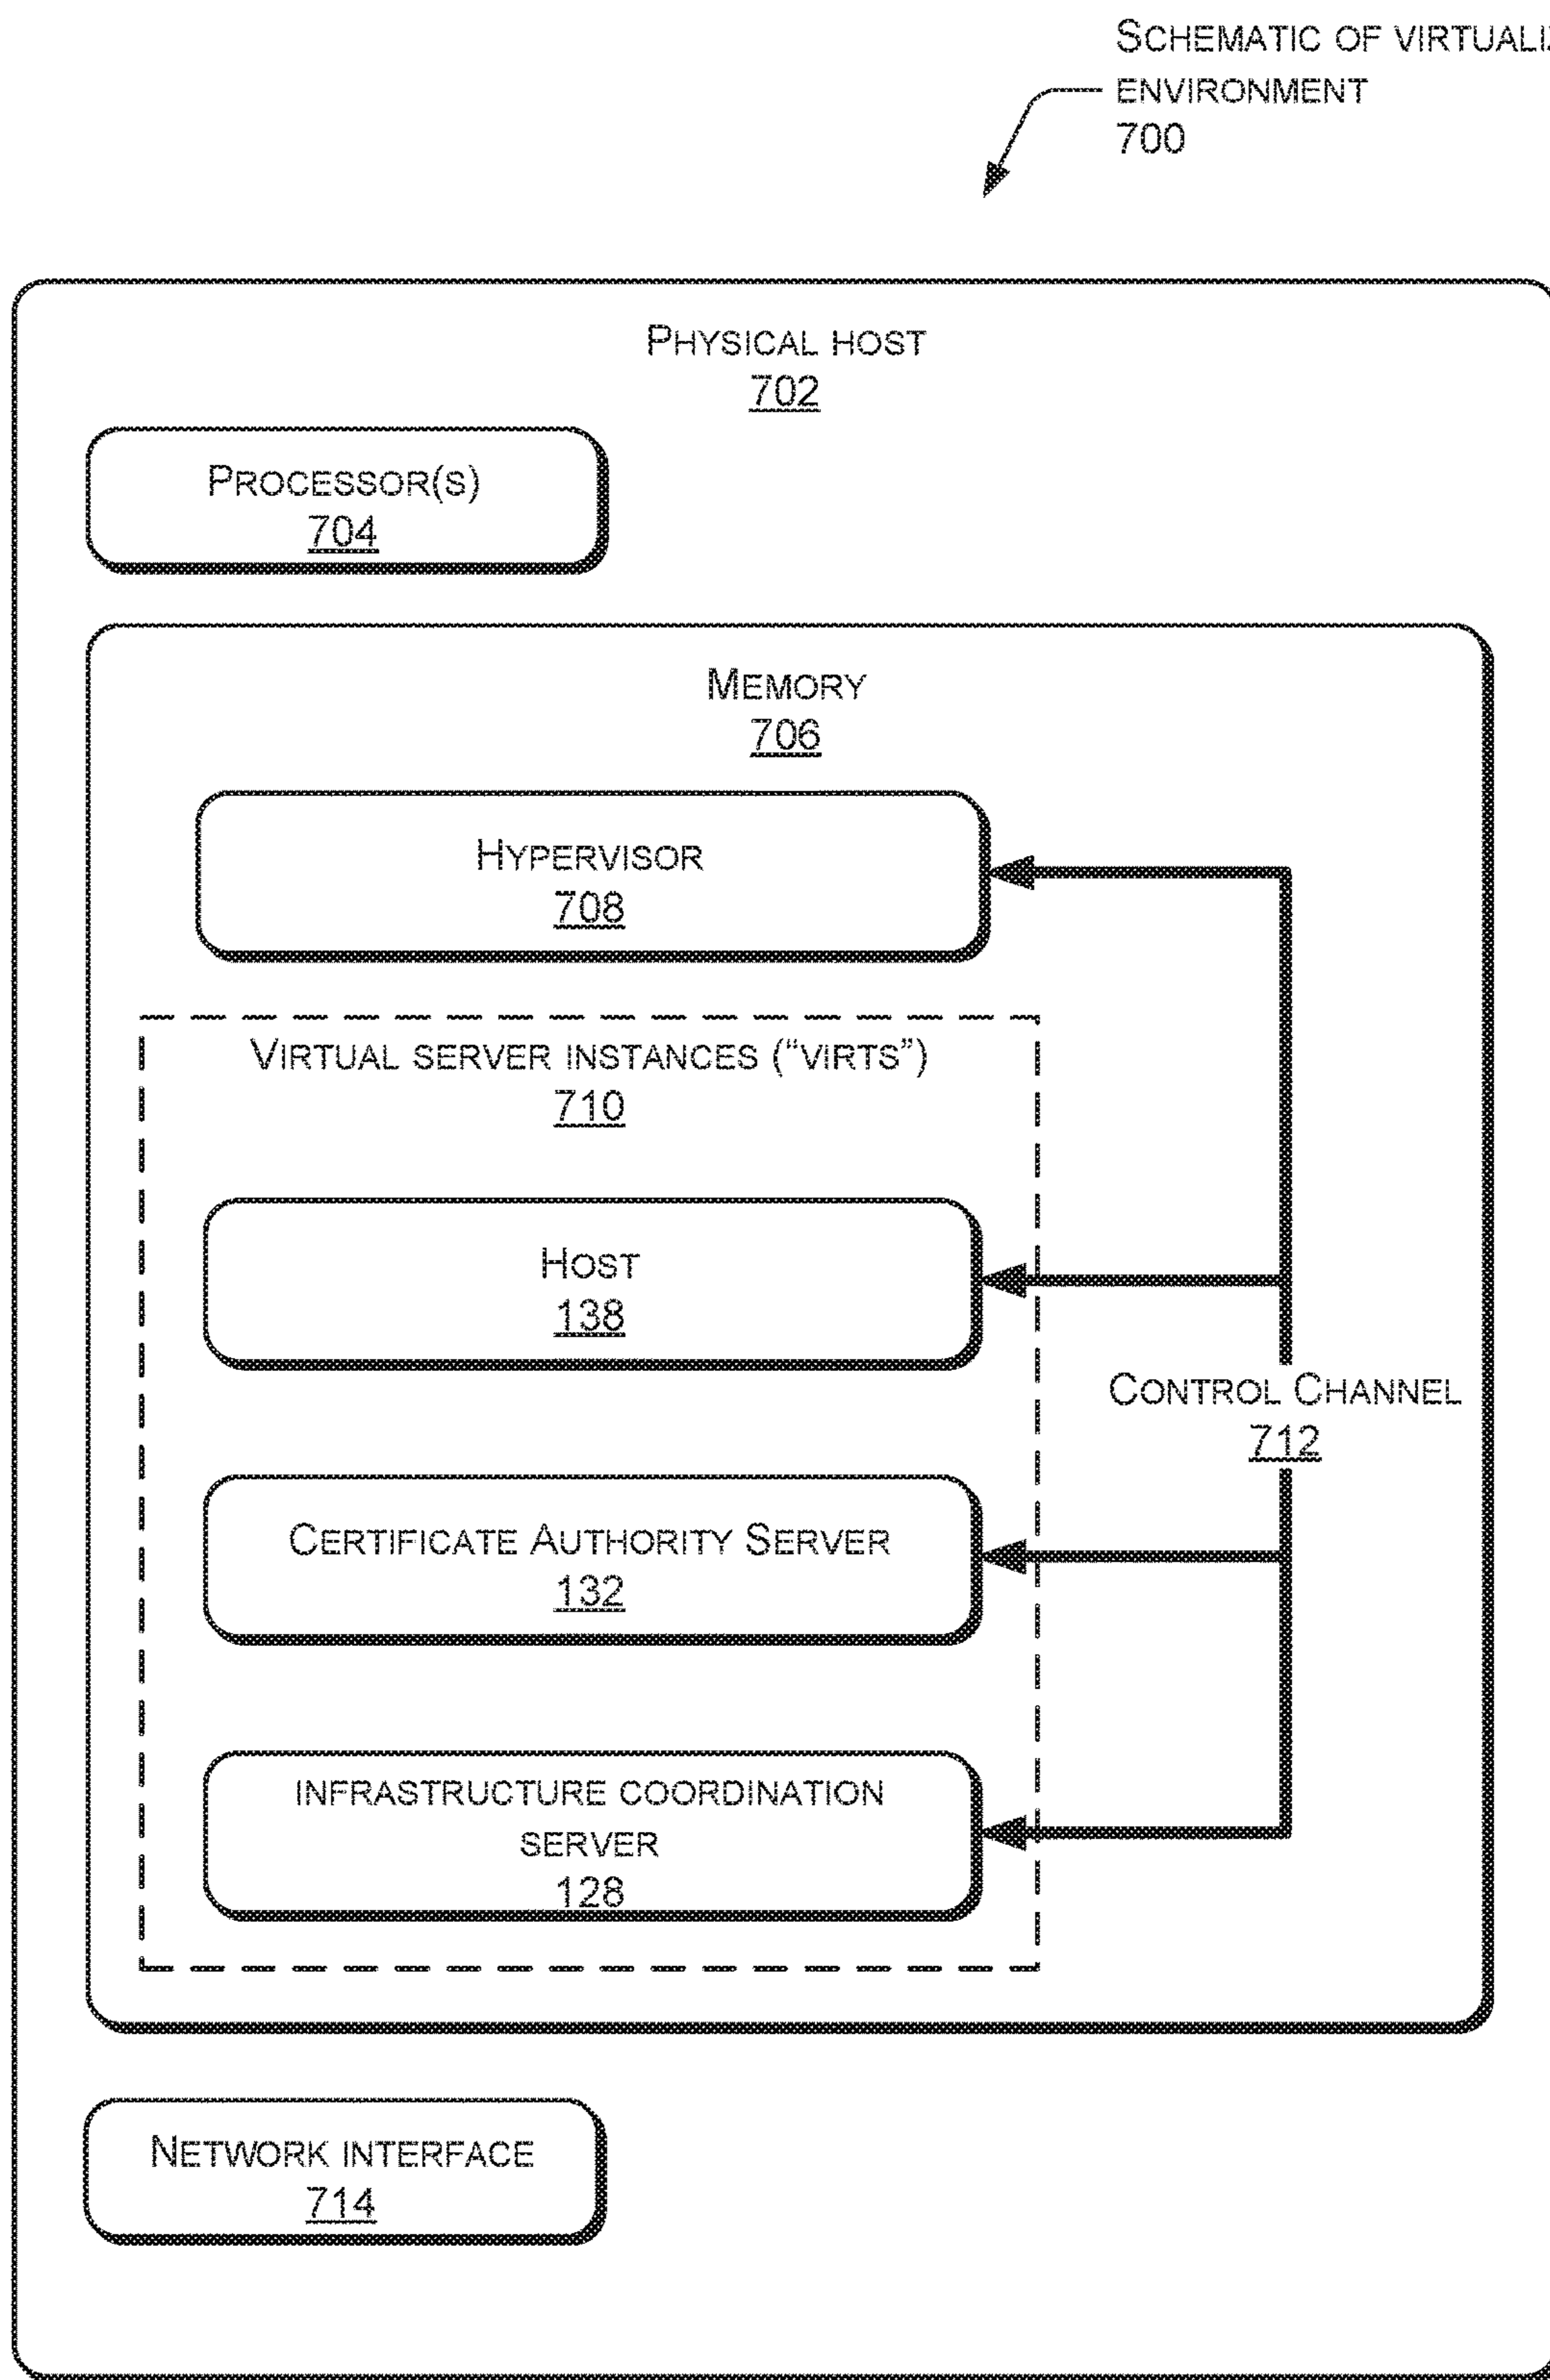 SCHEMATIC OF VIRTUALI
ENVIRONMENT
700
PHYSICAL HOST
702
PROCESSOR(S)
704
MEMORY
706
HYPERVISOR
708
VIRTUAL SERVER INSTANCES (“VIRTS”)
710
HOST
138
CONTROL CHANNEL
712
CERTIFICATE AUTHORITY SERVER
132
INFRASTRUCTURE COORDINATION
SERVER
128
NETWORK INTERFACE
714